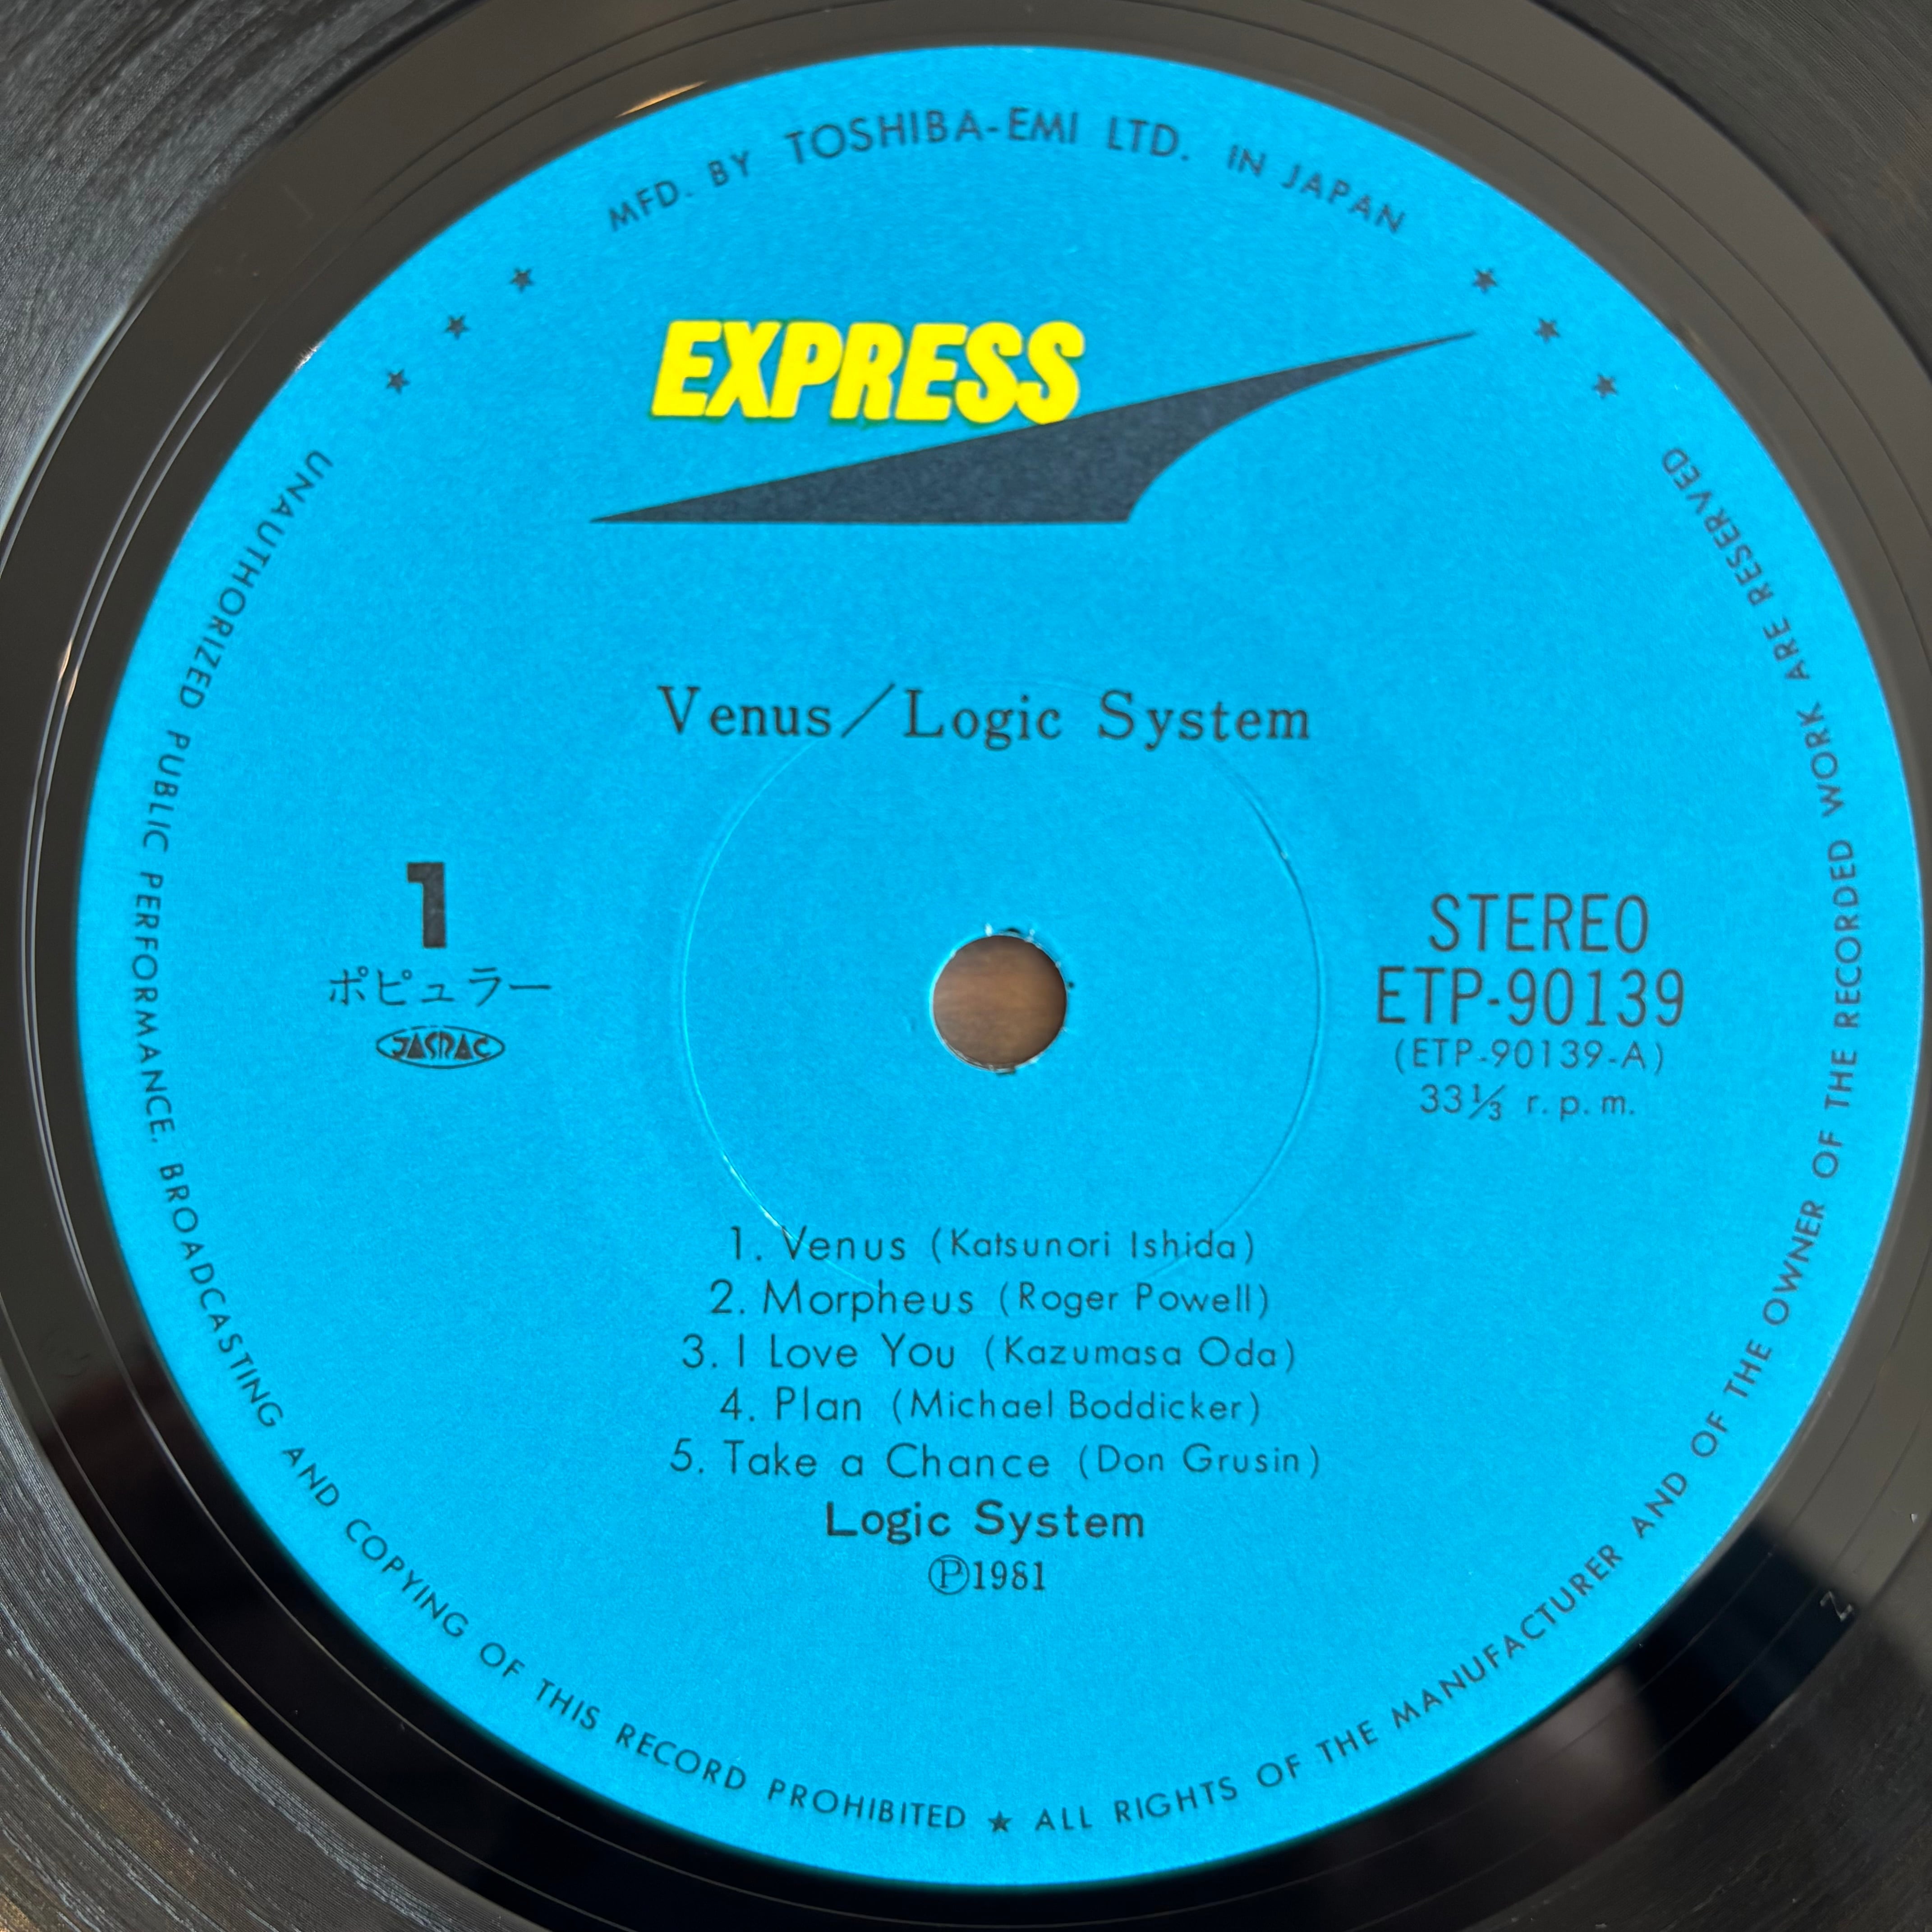 MFD. BY TOSHIBA-EMI LTD. IN JAPAN
EXPRESS
Venus／Logic System
1
ポピュラー
JASRAC
STEREO
ETP-90139
(ETP-90139-A)
33⅓ r.p.m.
1. Venus (Katsunori Ishida)
2. Morpheus (Roger Powell)
3. I Love You (Kazumasa Oda)
4. Plan (Michael Boddicker)
5. Take a Chance (Don Grusin)
Logic System
Ⓟ1981
UNAUTHORIZED PUBLIC PERFORMANCE. BROADCASTING AND COPYING OF THIS RECORD PROHIBITED ★ ALL RIGHTS OF THE MANUFACTURER AND OF THE OWNER OF THE RECORDED WORK ARE RESERVED